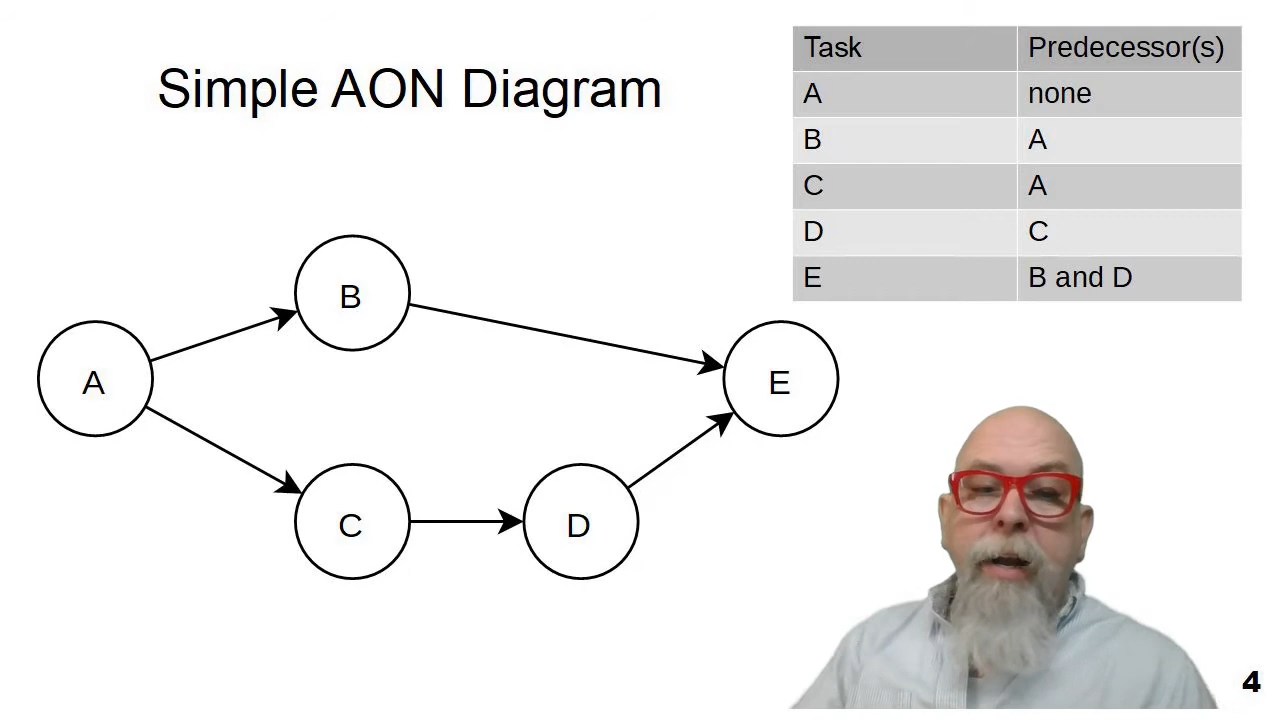 Simple AON Diagram
Task Predecessor(s)
A none
B A
C A
D C
E B and D
B
A
E
C
D
4